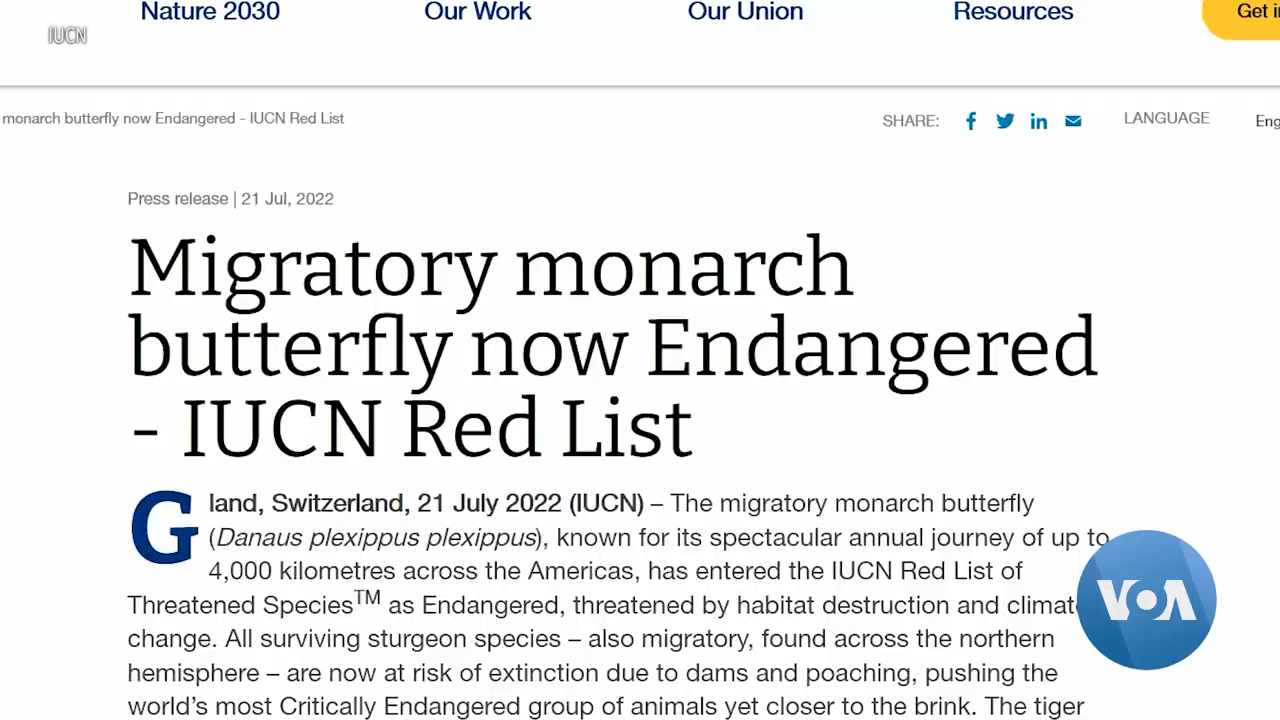 Nature 2030 Our Work Our Union Resources Get i
IUCN
monarch butterfly now Endangered - IUCN Red List SHARE: LANGUAGE Eng
Press release | 21 Jul, 2022
Migratory monarch
butterfly now Endangered
- IUCN Red List
Gland, Switzerland, 21 July 2022 (IUCN) – The migratory monarch butterfly
(Danaus plexippus plexippus), known for its spectacular annual journey of up to
4,000 kilometres across the Americas, has entered the IUCN Red List of
Threatened Species™ as Endangered, threatened by habitat destruction and climate
change. All surviving sturgeon species – also migratory, found across the northern
hemisphere – are now at risk of extinction due to dams and poaching, pushing the
world's most Critically Endangered group of animals yet closer to the brink. The tiger
VOA